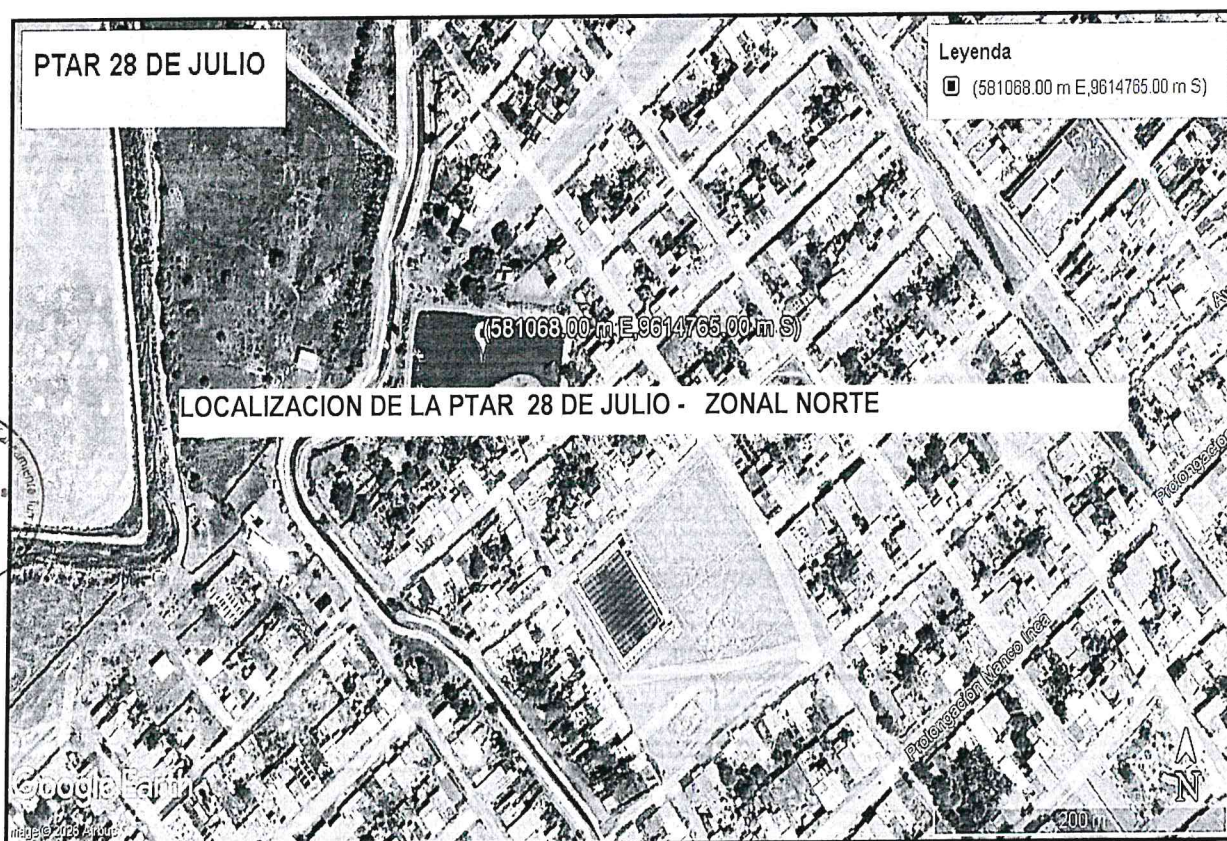 PTAR 28 DE JULIO
Leyenda
(581068.00 m E,9614765.00 m S)
(581068.00 m E,9614765.00 m S)
LOCALIZACION DE LA PTAR 28 DE JULIO - ZONAL NORTE
Prolongación Manco Inca
Google Earth
N
200 m